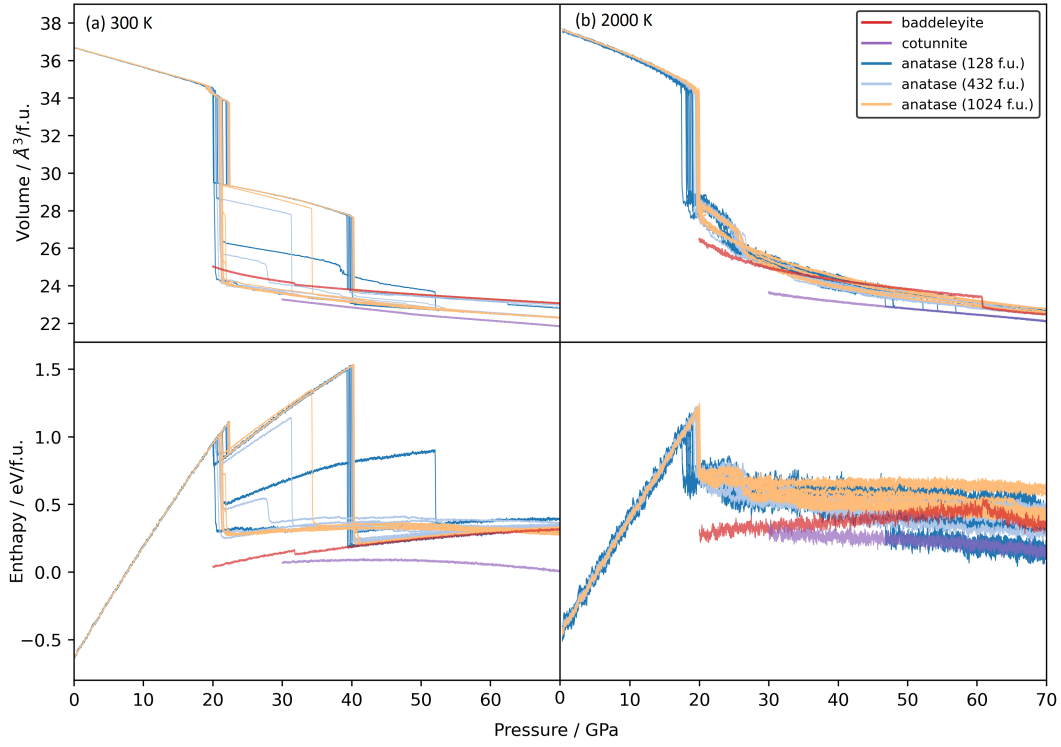 (a) 300 K
(b) 2000 K
baddeleyite
cotunnite
anatase (128 f.u.)
anatase (432 f.u.)
anatase (1024 f.u.)
Volume / Å³/f.u.
38
36
34
32
30
28
26
24
22
Enthapy / eV/f.u.
1.5
1.0
0.5
0.0
−0.5
0 10 20 30 40 50 60 0 10 20 30 40 50 60 70
Pressure / GPa